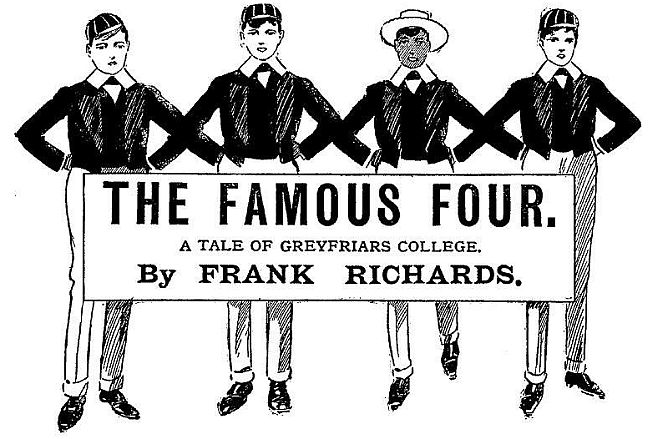 THE FAMOUS FOUR.
A TALE OF GREYFRIARS COLLEGE.
By FRANK RICHARDS.